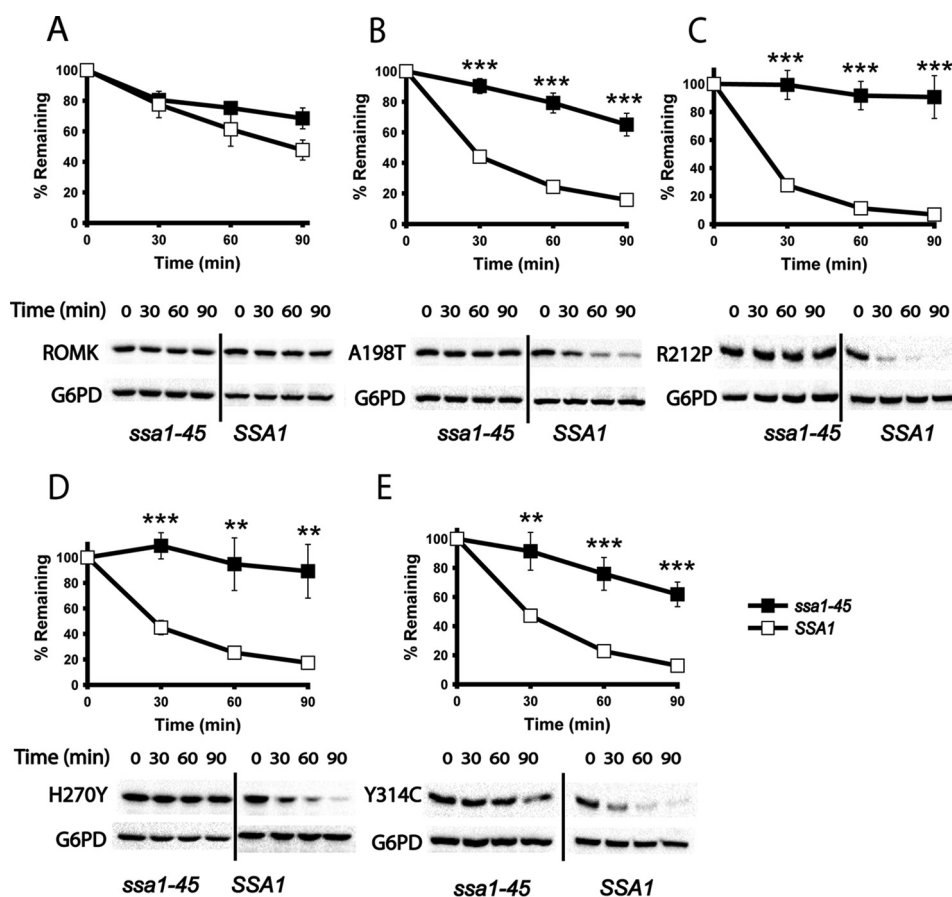 A
B
C
***
***
***
***
***
***
100
80
60
40
20
0
% Remaining
0 30 60 90
Time (min)
100
80
60
40
20
0
% Remaining
0 30 60 90
Time (min)
100
80
60
40
20
0
% Remaining
0 30 60 90
Time (min)
Time (min) 0 30 60 90 0 30 60 90
0 30 60 90 0 30 60 90
0 30 60 90 0 30 60 90
ROMK
A198T
R212P
G6PD
G6PD
G6PD
ssa1-45 SSA1
ssa1-45 SSA1
ssa1-45 SSA1
D
E
***
**
**
**
***
***
100
80
60
40
20
0
% Remaining
0 30 60 90
Time (min)
100
80
60
40
20
0
% Remaining
0 30 60 90
Time (min)
ssa1-45
SSA1
Time (min) 0 30 60 90 0 30 60 90
0 30 60 90 0 30 60 90
H270Y
Y314C
G6PD
G6PD
ssa1-45 SSA1
ssa1-45 SSA1